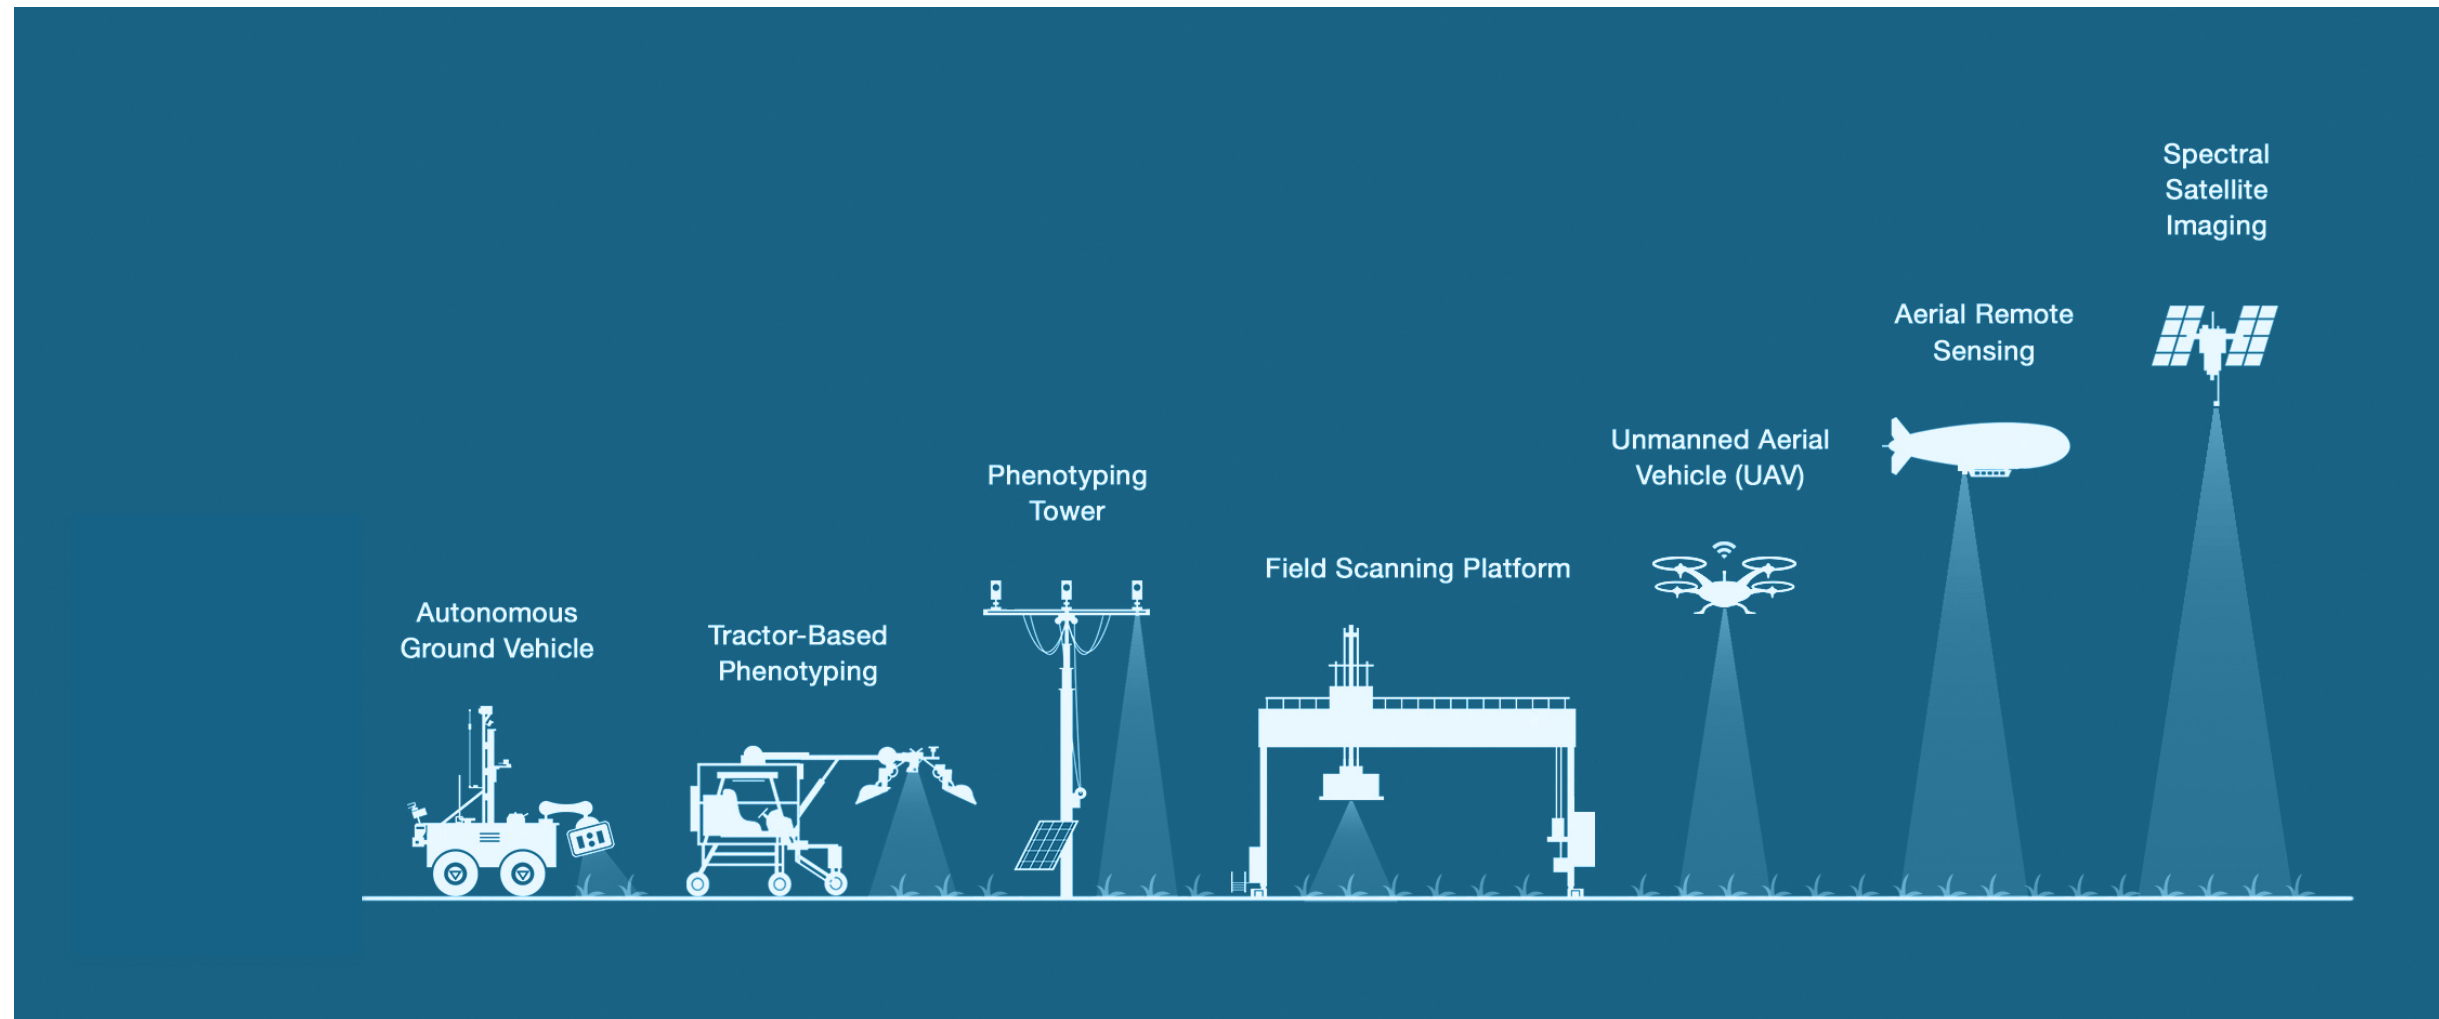 Autonomous
Ground Vehicle
Tractor-Based
Phenotyping
Phenotyping
Tower
Field Scanning Platform
Unmanned Aerial
Vehicle (UAV)
Aerial Remote
Sensing
Spectral
Satellite
Imaging